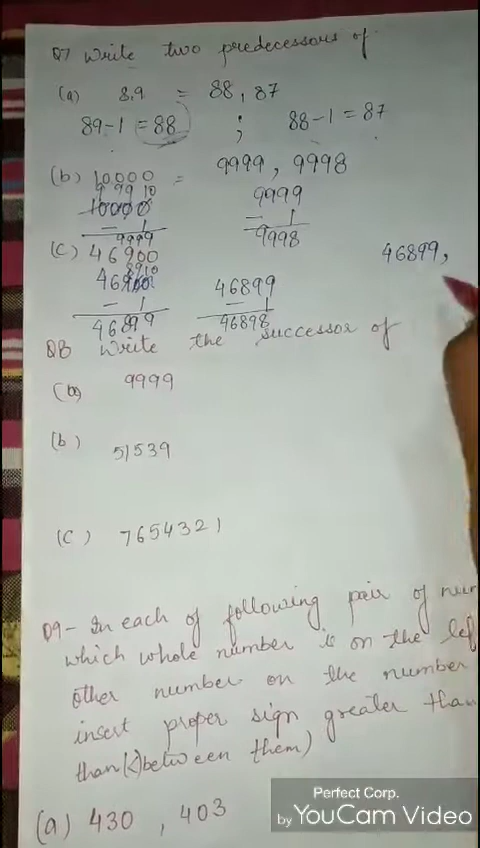 Q7 Write two predecessors of
(a) 89 = 88, 87
89-1 = 88 ; 88-1 = 87
(b) 10000 = 9999, 9998
9 9 9 10 9999
10000 - 1
- 1 9998
9999
(C) 46900 46899,
8910
46900 46899
- 1 - 1
46899 46898
Q8 Write the successor of
(a) 9999
(b) 51539
(C) 7654321
Q9- In each of following pair of
which whole number is on the
other number on the number
insert proper sign greater
than(<)between them)
(a) 430 , 403
Perfect Corp.
by YouCam Video